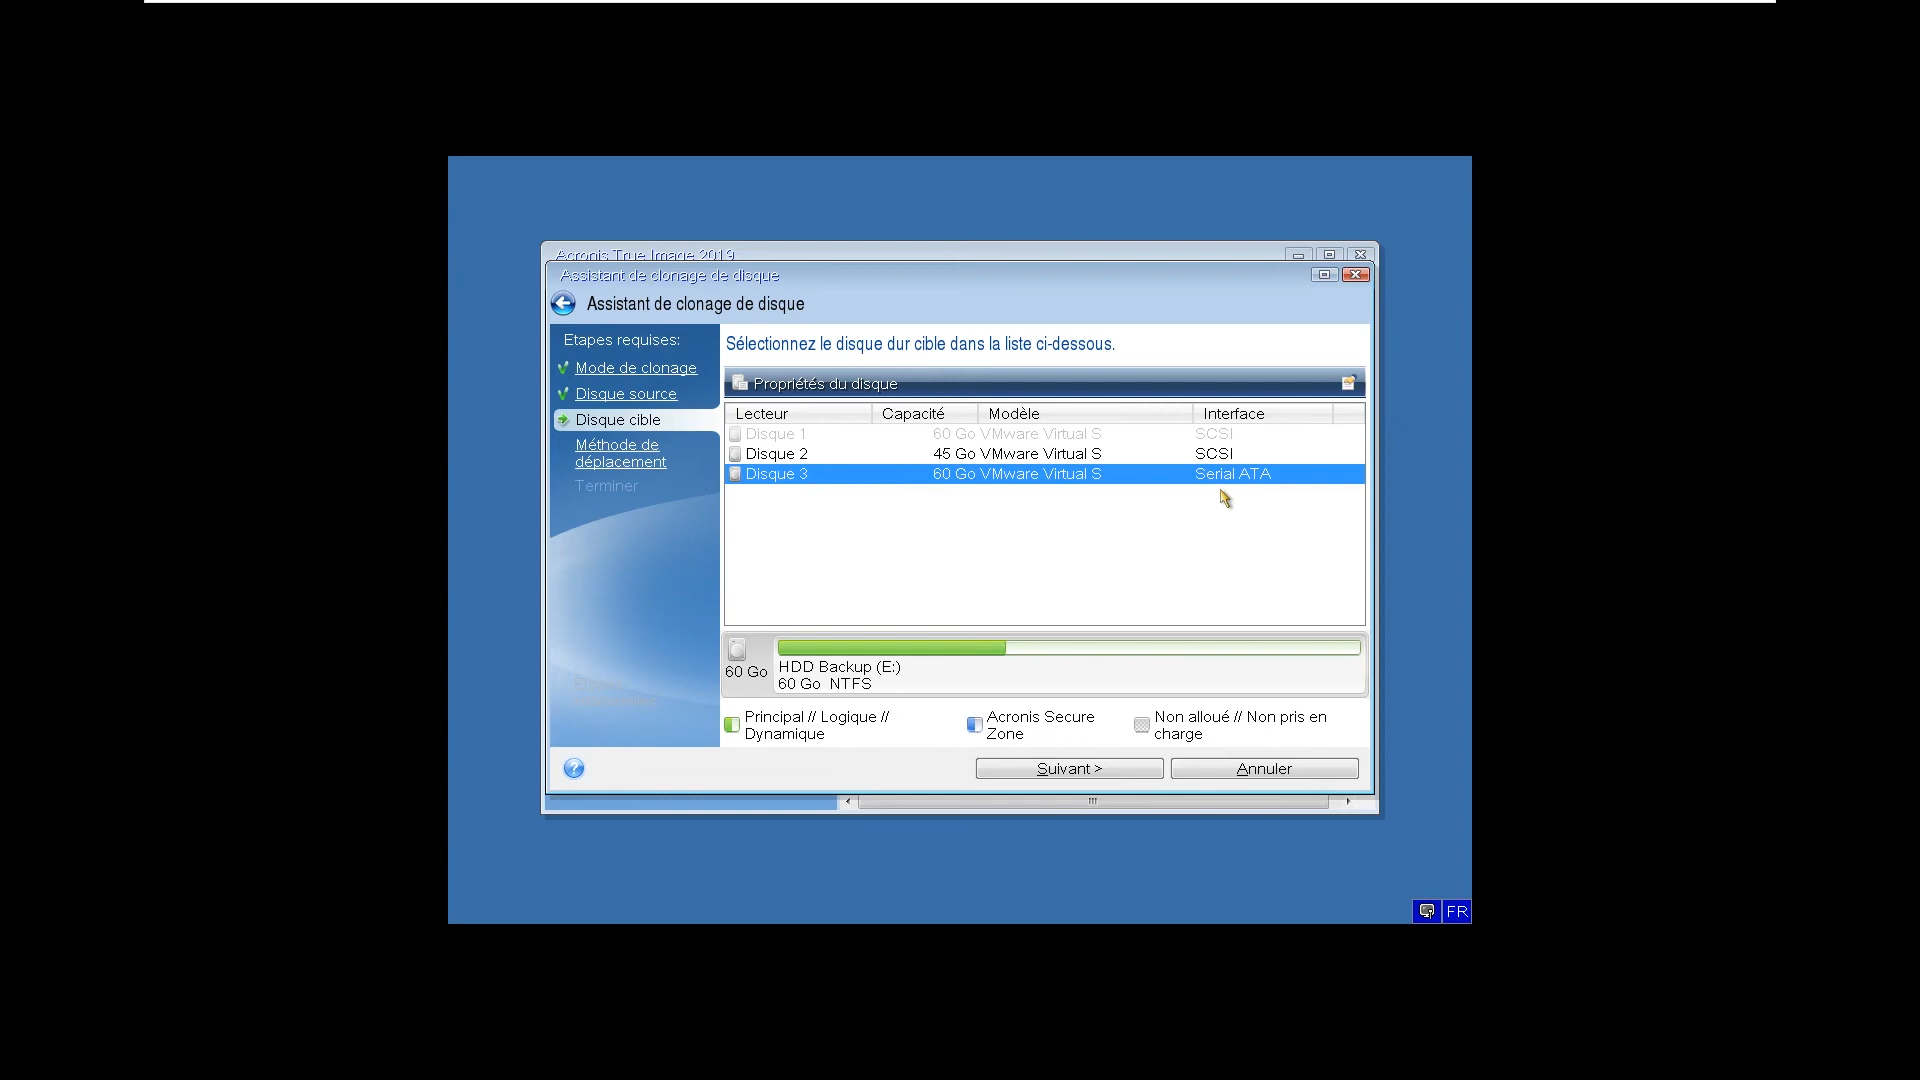 Acronis True Image 2019
Assistant de clonage de disque
Assistant de clonage de disque
Etapes requises:
Mode de clonage
Disque source
Disque cible
Méthode de
déplacement
Terminer
Sélectionnez le disque dur cible dans la liste ci-dessous.
Propriétés du disque
Lecteur Capacité Modèle Interface
Disque 1 60 Go VMware Virtual S SCSI
Disque 2 45 Go VMware Virtual S SCSI
Disque 3 60 Go VMware Virtual S Serial ATA
60 Go
HDD Backup (E:)
60 Go NTFS
Principal // Logique //
Dynamique
Acronis Secure
Zone
Non alloué // Non pris en
charge
Suivant >
Annuler
FR